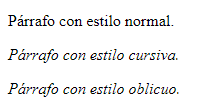 Párrafo con estilo normal.
Párrafo con estilo cursiva.
Párrafo con estilo oblicuo.